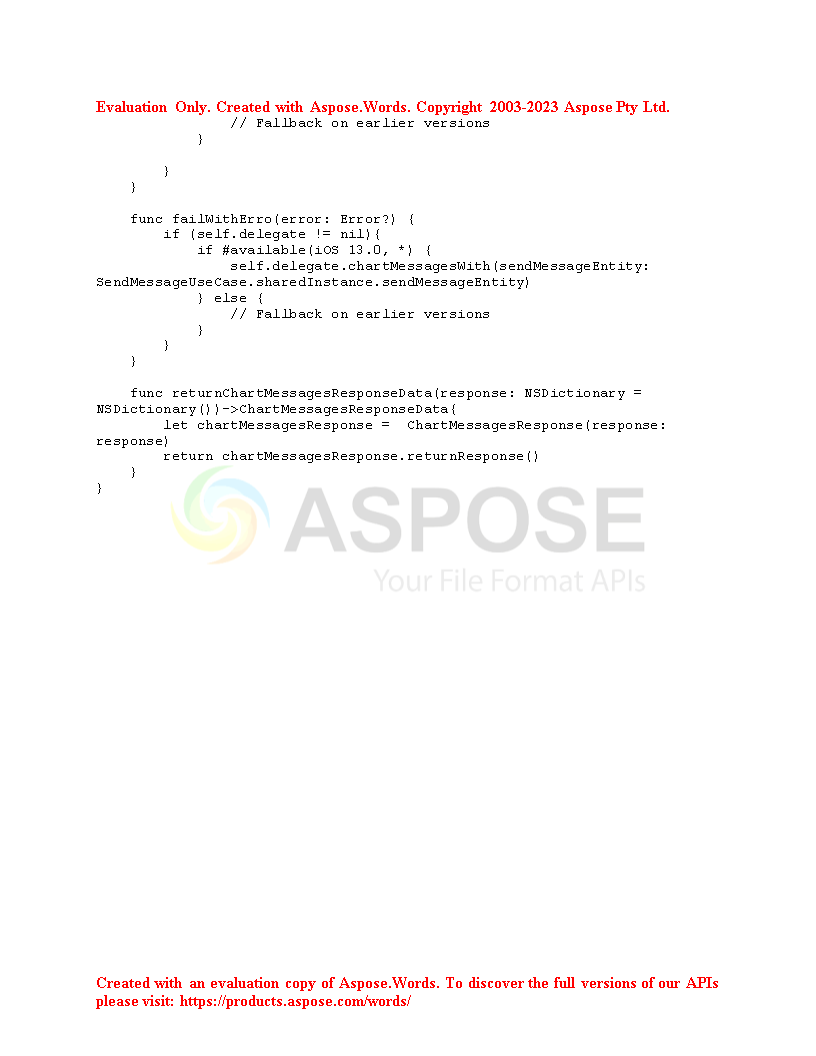 Evaluation Only. Created with Aspose.Words. Copyright 2003-2023 Aspose Pty Ltd.
                // Fallback on earlier versions
            }

        }
    }

    func failWithErro(error: Error?) {
        if (self.delegate != nil){
            if #available(iOS 13.0, *) {
                self.delegate.chartMessagesWith(sendMessageEntity:
SendMessageUseCase.sharedInstance.sendMessageEntity)
            } else {
                // Fallback on earlier versions
            }
        }
    }

    func returnChartMessagesResponseData(response: NSDictionary =
NSDictionary())->ChartMessagesResponseData{
        let chartMessagesResponse =  ChartMessagesResponse(response:
response)
        return chartMessagesResponse.returnResponse()
    }
}
ASPOSE
Your File Format APIs
Created with an evaluation copy of Aspose.Words. To discover the full versions of our APIs
please visit: https://products.aspose.com/words/